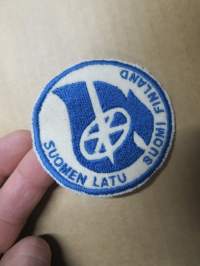 SUOMEN LATU SUOMI FINLAND